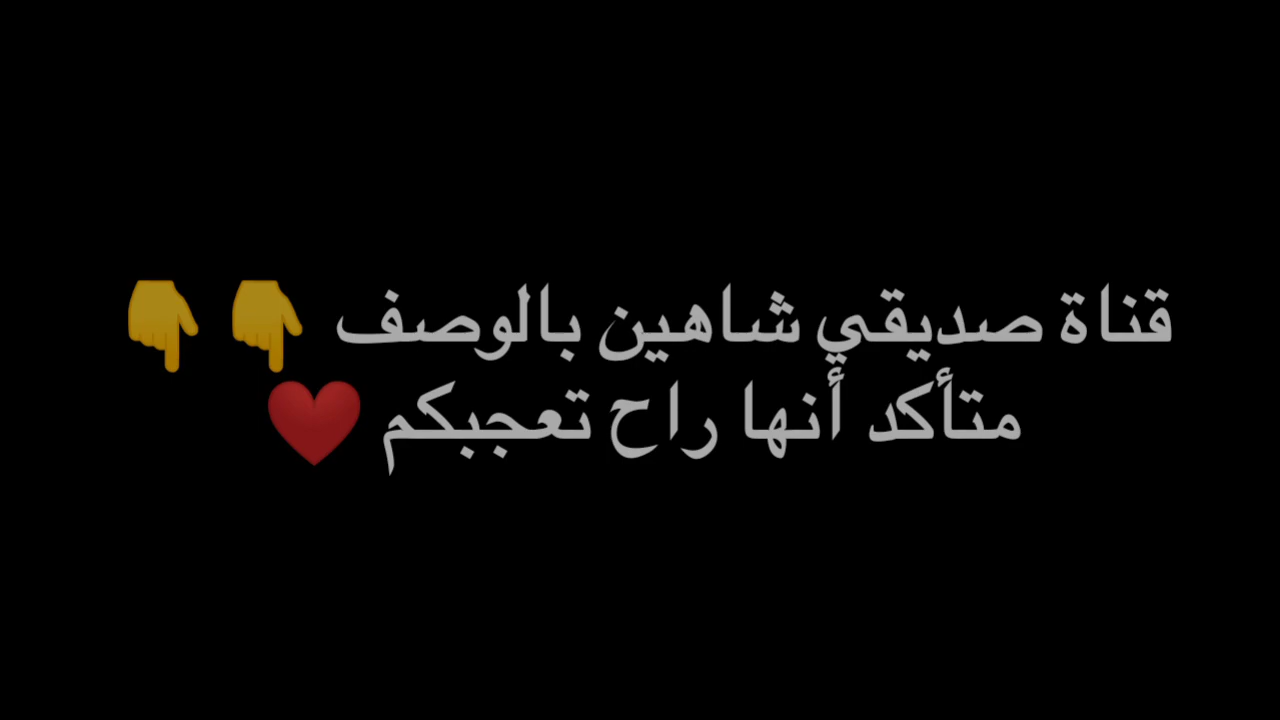 قناة صديقي شاهين بالوصف 👇 👇
متأكد أنها راح تعجبكم ❤️